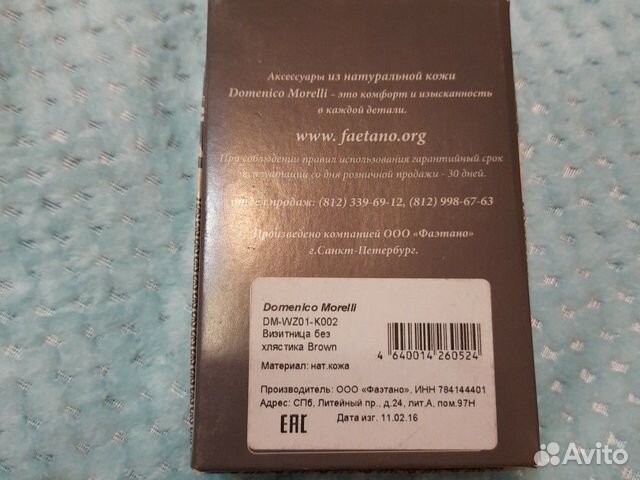 Аксессуары из натуральной кожи
Domenico Morelli - это комфорт и изысканность
в каждой детали.
www. faetano.org
При соблюдении правил использования гарантийный срок
эксплуатации со дня розничной продажи - 30 дней.
отдел продаж: (812) 339-69-12, (812) 998-67-63
Произведено компанией ООО «Фаэтано»
г.Санкт-Петербург.
Domenico Morelli
DM-WZ01-K002
Визитница без
хлястика Brown
4 640014 260524
Материал: нат.кожа
Производитель: ООО «Фаэтано», ИНН 784144401
Адрес: СПб, Литейный пр., д.24, лит.А, пом.97Н
EAC Дата изг. 11.02.16
Avito